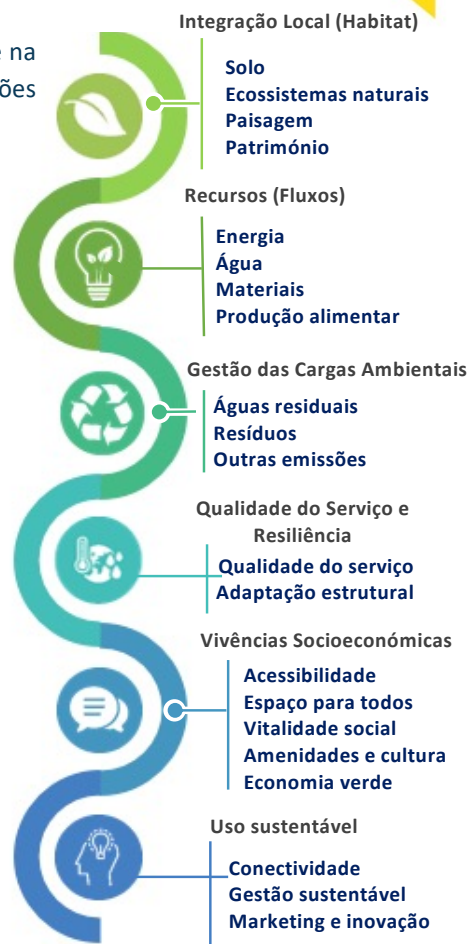 Integração Local (Habitat)
na
ões
Solo
Ecossistemas naturais
Paisagem
Património
Recursos (Fluxos)
Energia
Água
Materiais
Produção alimentar
Gestão das Cargas Ambientais
Águas residuais
Resíduos
Outras emissões
Qualidade do Serviço e
Resiliência
Qualidade do serviço
Adaptação estrutural
Vivências Socioeconómicas
Acessibilidade
Espaço para todos
Vitalidade social
Amenidades e cultura
Economia verde
Uso sustentável
Conectividade
Gestão sustentável
Marketing e inovação